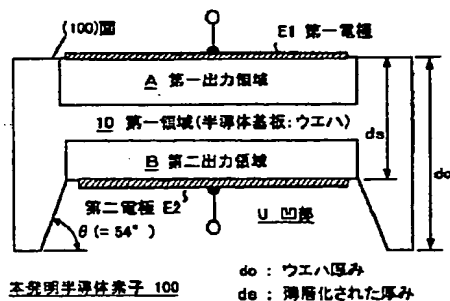 (100)面
E1 第一電極
A 第一出力領域
10 第一領域(半導体基板:ウエハ)
B 第二出力領域
ds
do
第二電極 E2
U 凹部
θ(=54°)
本発明半導体素子 100
do : ウエハ厚み
ds : 薄層化された厚み